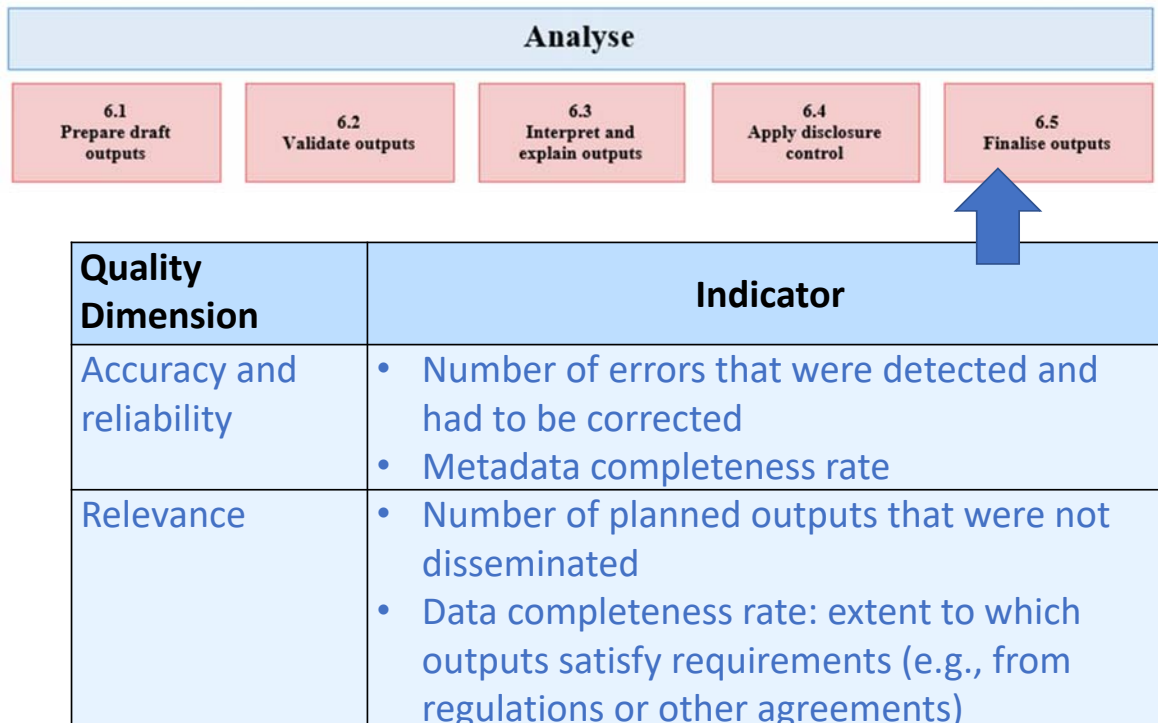 Analyse
6.1
Prepare draft
outputs
6.2
Validate outputs
6.3
Interpret and
explain outputs
6.4
Apply disclosure
control
6.5
Finalise outputs
Quality
Dimension
Indicator
Accuracy and
reliability
• Number of errors that were detected and
had to be corrected
• Metadata completeness rate
Relevance
• Number of planned outputs that were not
disseminated
• Data completeness rate: extent to which
outputs satisfy requirements (e.g., from
regulations or other agreements)